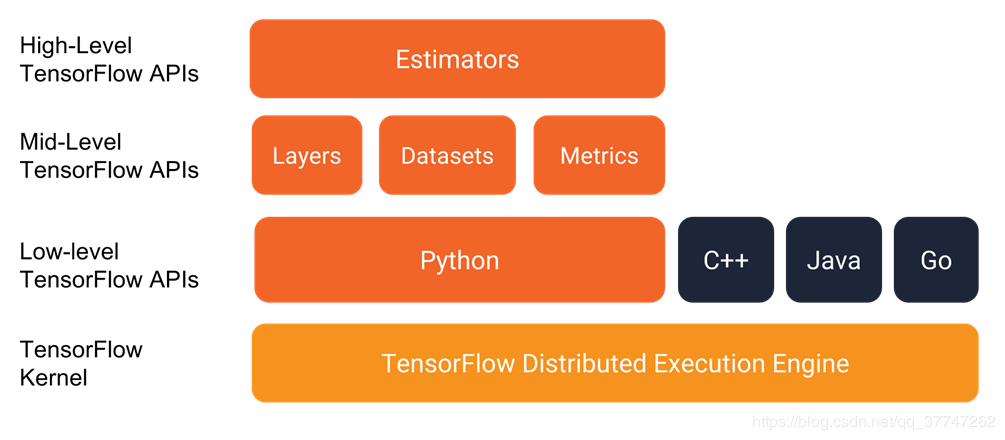 High-Level
TensorFlow APIs
Estimators
Mid-Level
TensorFlow APIs
Layers
Datasets
Metrics
Low-level
TensorFlow APIs
Python
C++
Java
Go
TensorFlow
Kernel
TensorFlow Distributed Execution Engine
https://blog.csdn.net/qq_37747262